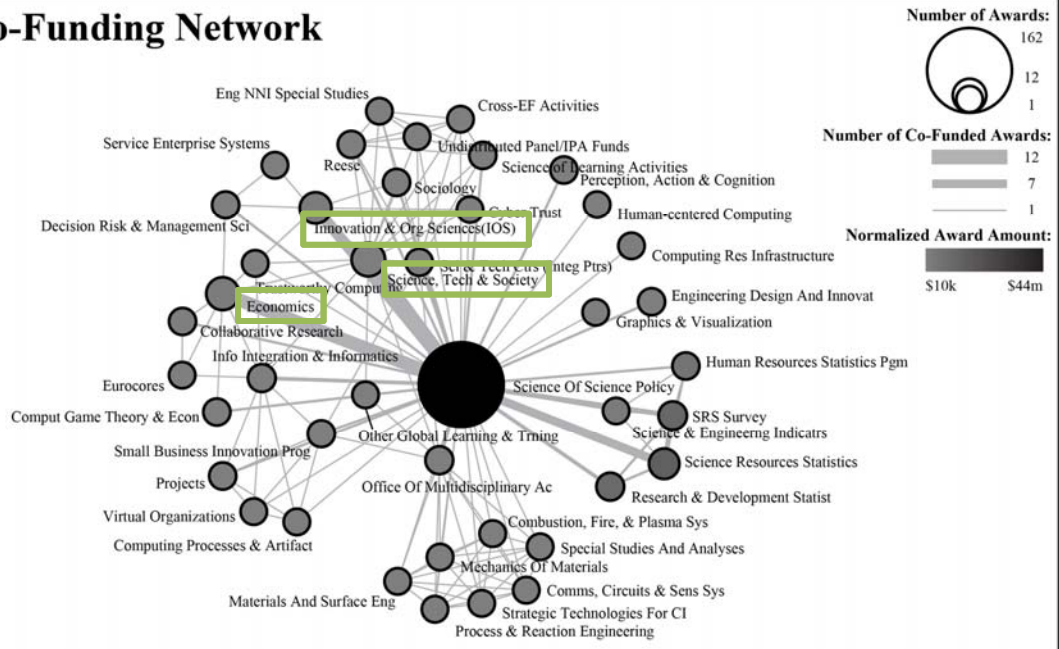 o-Funding Network
Number of Awards:
162
12
1
Number of Co-Funded Awards:
12
7
1
Normalized Award Amount:
$10k
$44m
Eng NNI Special Studies
Cross-EF Activities
Service Enterprise Systems
Undistributed Panel/IPA Funds
Reese
Science of Learning Activities
Perception, Action & Cognition
Sociology
Cyber Trust
Human-centered Computing
Decision Risk & Management Sci
Innovation & Org Sciences(IOS)
Computing Res Infrastructure
Sci & Tech Ctrs (Integ Ptrs)
Science, Tech & Society
Trustworthy Computing
Economics
Engineering Design And Innovat
Graphics & Visualization
Collaborative Research
Info Integration & Informatics
Human Resources Statistics Pgm
Eurocores
Science Of Science Policy
Comput Game Theory & Econ
SRS Survey
Science & Engineerng Indicatrs
Other Global Learning & Trning
Small Business Innovation Prog
Science Resources Statistics
Projects
Office Of Multidisciplinary Ac
Research & Development Statist
Virtual Organizations
Combustion, Fire, & Plasma Sys
Computing Processes & Artifact
Special Studies And Analyses
Mechanics Of Materials
Comms, Circuits & Sens Sys
Materials And Surface Eng
Strategic Technologies For CI
Process & Reaction Engineering